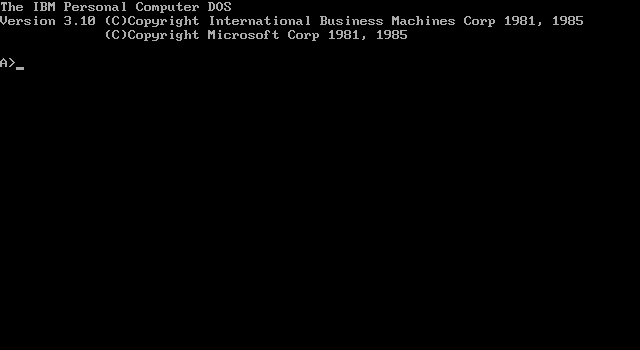 The IBM Personal Computer DOS
Version 3.10 (C)Copyright International Business Machines Corp 1981, 1985
(C)Copyright Microsoft Corp 1981, 1985
A>_